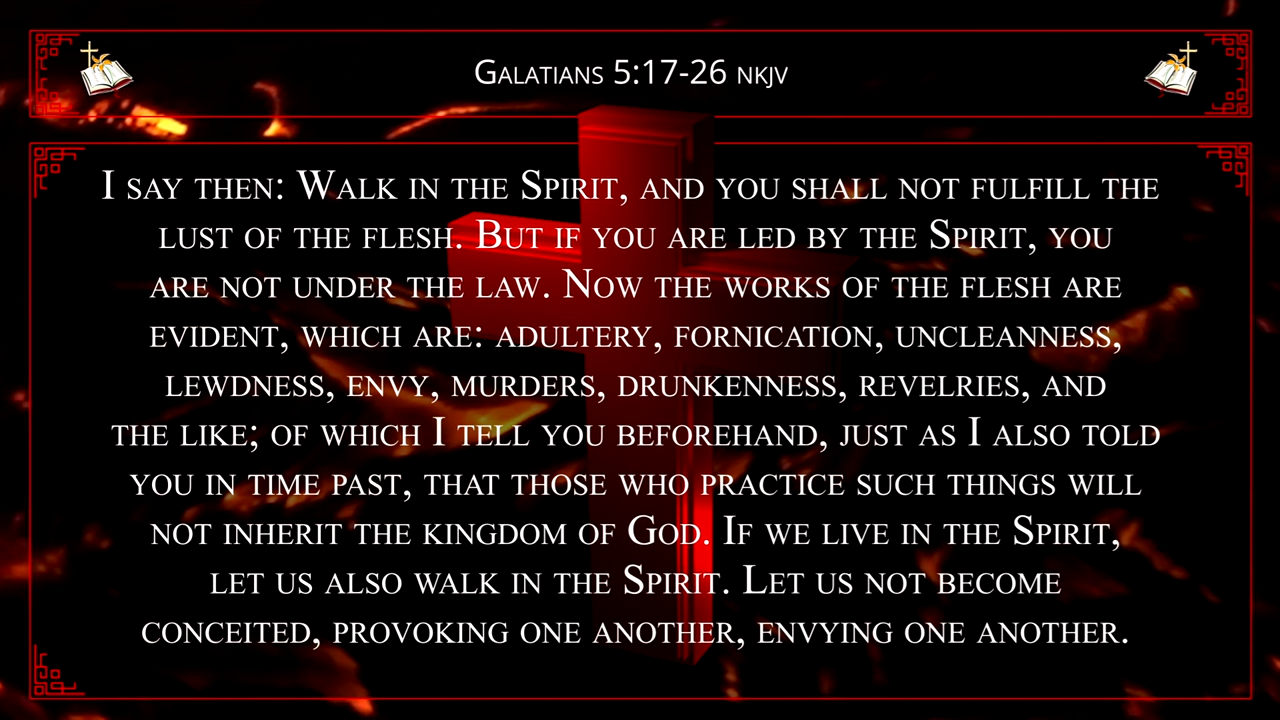 Galatians 5:17-26 NKJV
I say then: Walk in the Spirit, and you shall not fulfill the
lust of the flesh. But if you are led by the Spirit, you
are not under the law. Now the works of the flesh are
evident, which are: adultery, fornication, uncleanness,
lewdness, envy, murders, drunkenness, revelries, and
the like; of which I tell you beforehand, just as I also told
you in time past, that those who practice such things will
not inherit the kingdom of God. If we live in the Spirit,
let us also walk in the Spirit. Let us not become
conceited, provoking one another, envying one another.